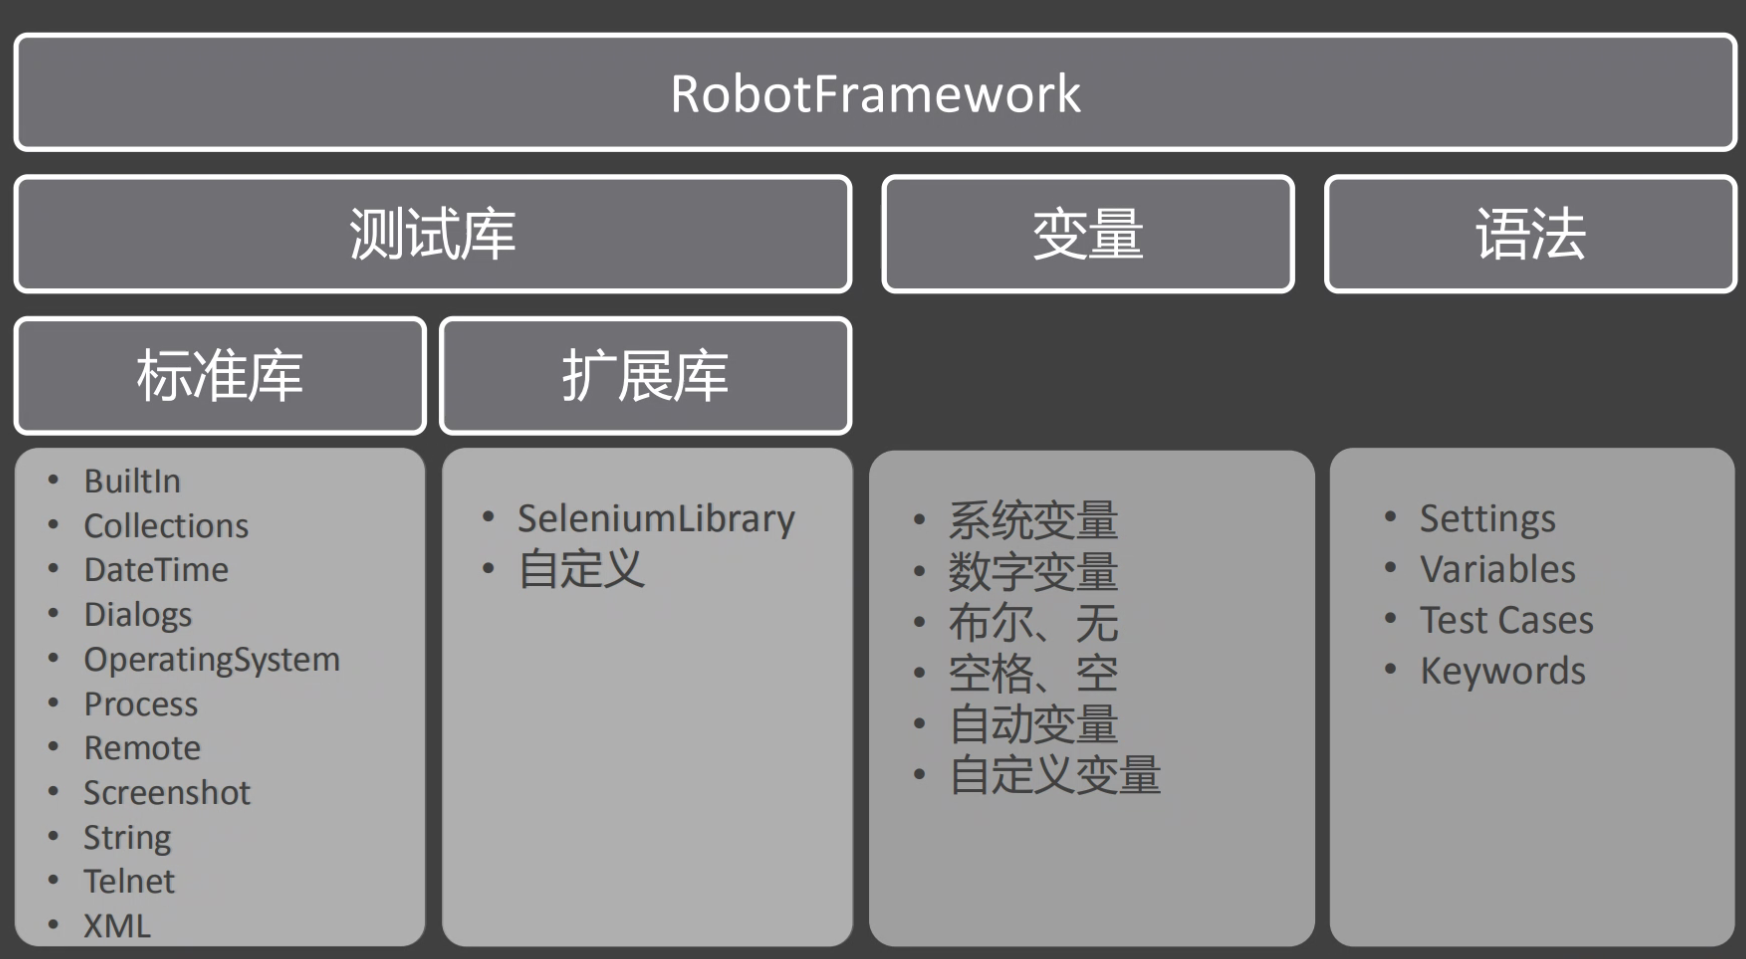 RobotFramework
测试库
变量
语法
标准库
扩展库
• BuiltIn
• Collections
• DateTime
• Dialogs
• OperatingSystem
• Process
• Remote
• Screenshot
• String
• Telnet
• XML
• SeleniumLibrary
• 自定义
• 系统变量
• 数字变量
• 布尔、无
• 空格、空
• 自动变量
• 自定义变量
• Settings
• Variables
• Test Cases
• Keywords